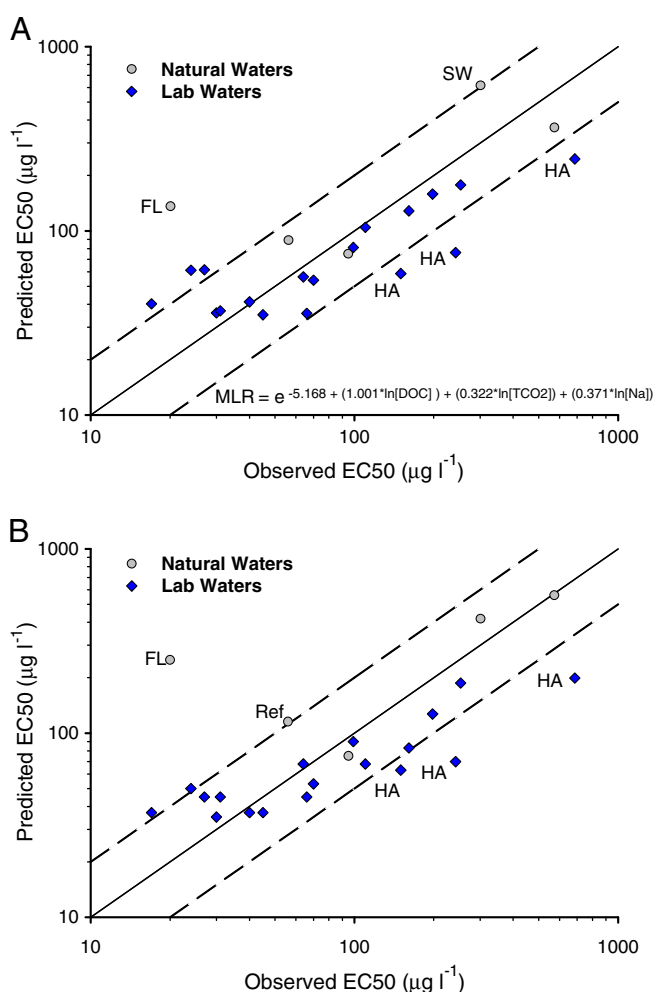 A
1000
100
10
Predicted EC50 (µg l-1)
Natural Waters
Lab Waters
SW
FL
HA
HA
HA
MLR = e -5.168 + (1.001*ln[DOC] ) + (0.322*ln[TCO2]) + (0.371*ln[Na])
10 100 1000
Observed EC50 (µg l-1)
B
1000
100
10
Predicted EC50 (µg l-1)
Natural Waters
Lab Waters
FL
Ref
HA
HA
HA
10 100 1000
Observed EC50 (µg l-1)